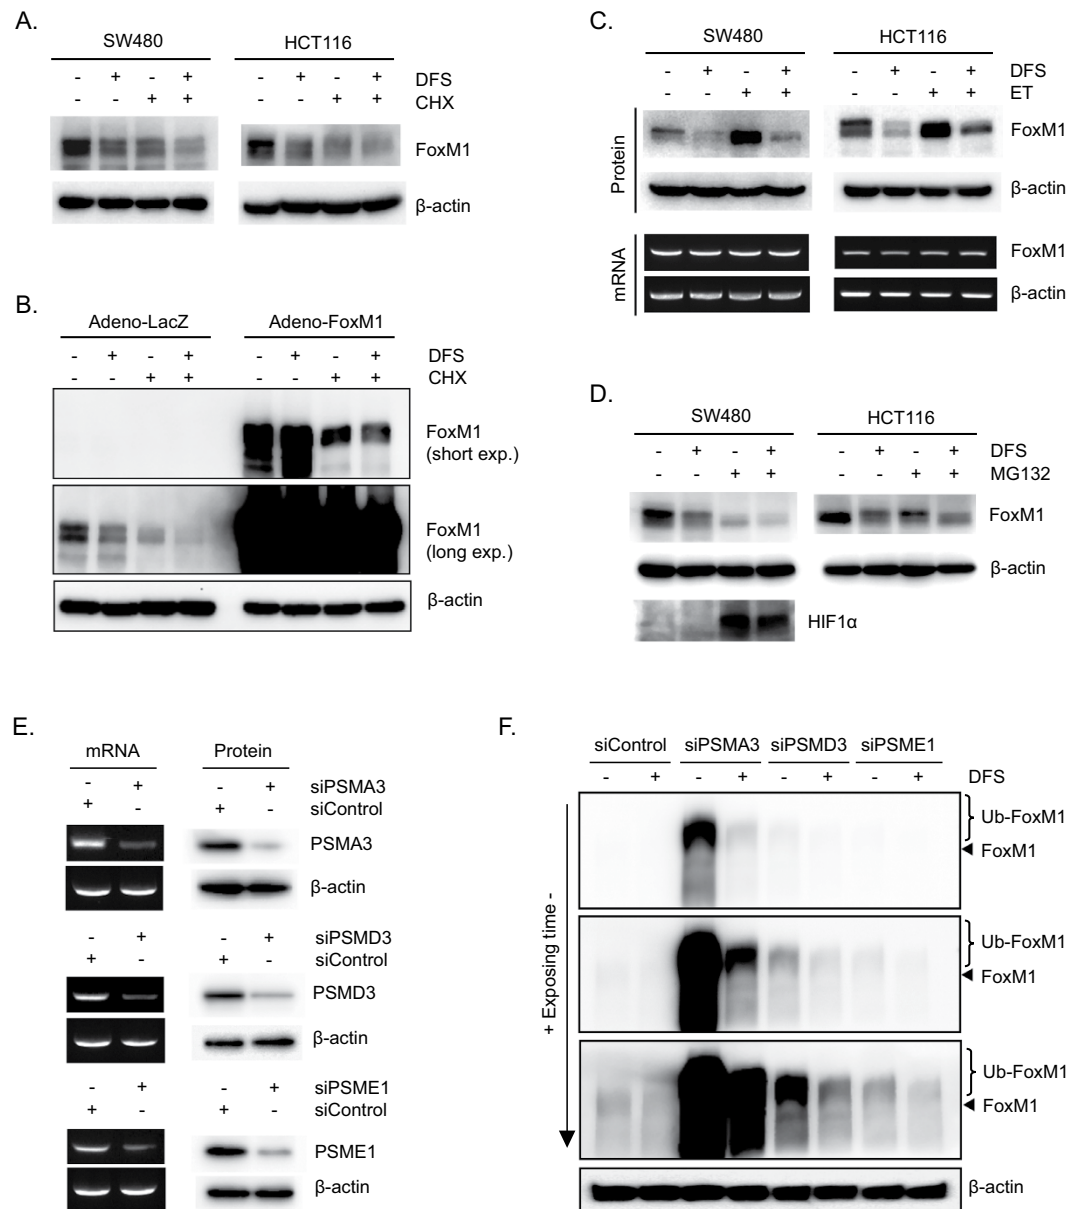 A.
SW480 HCT116
- + - + - + - + DFS
- - + + - - + + CHX
FoxM1
β-actin
B.
Adeno-LacZ Adeno-FoxM1
- + - + - + - + DFS
- - + + - - + + CHX
FoxM1
(short exp.)
FoxM1
(long exp.)
β-actin
C.
SW480 HCT116
- + - + - + - + DFS
- - + + - - + + ET
Protein
FoxM1
β-actin
mRNA
FoxM1
β-actin
D.
SW480 HCT116
- + - + - + - + DFS
- - + + - - + + MG132
FoxM1
β-actin
HIF1α
E.
mRNA Protein
- + - + siPSMA3
+ - + - siControl
PSMA3
β-actin
- + - + siPSMD3
+ - + - siControl
PSMD3
β-actin
- + - + siPSME1
+ - + - siControl
PSME1
β-actin
F.
siControl siPSMA3 siPSMD3 siPSME1
- + - + - + - + DFS
+ Exposing time -
Ub-FoxM1
FoxM1
Ub-FoxM1
FoxM1
Ub-FoxM1
FoxM1
β-actin